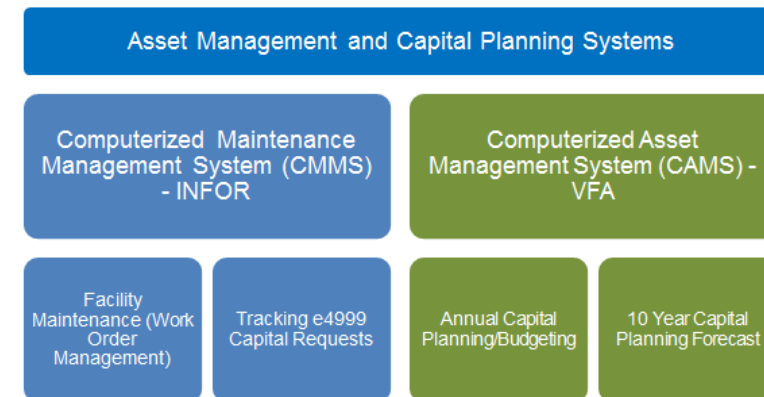 Asset Management and Capital Planning Systems
Computerized Maintenance
Management System (CMMS)
- INFOR
Computerized Asset
Management System (CAMS) -
VFA
Facility
Maintenance (Work
Order
Management)
Tracking e4999
Capital Requests
Annual Capital
Planning/Budgeting
10 Year Capital
Planning Forecast